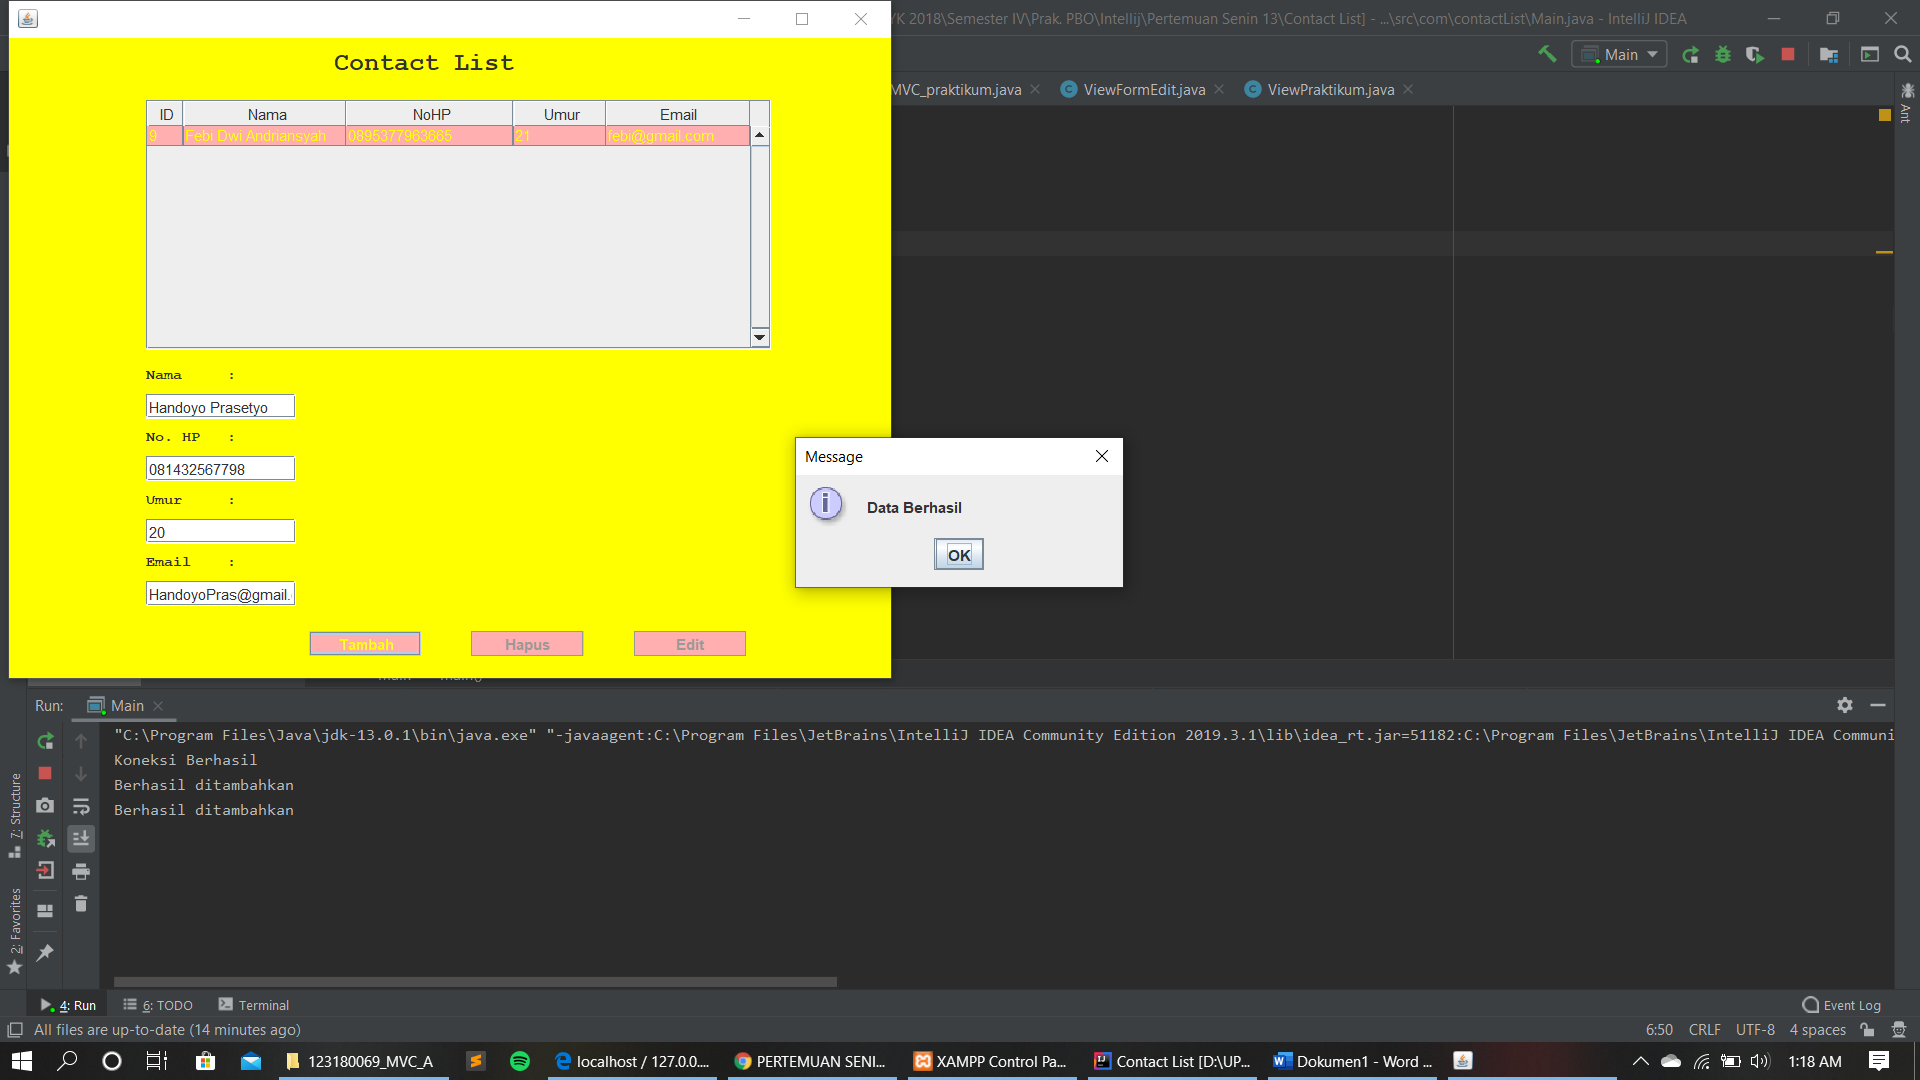 YK 2018\Semester IV\Prak. PBO\Intellij\Pertemuan Senin 13\Contact List] - ...\src\com\contactList\Main.java - IntelliJ IDEA
Main
MVC_praktikum.java
ViewFormEdit.java
ViewPraktikum.java
Ant
Contact List
ID Nama NoHP Umur Email
9 Febi Dwi Andriansyah 0895377963665 21 febi@gmail.com
Nama :
Handoyo Prasetyo
No. HP :
081432567798
Umur :
20
Email :
HandoyoPras@gmail.
Tambah Hapus Edit
Message
Data Berhasil
OK
Run: Main
"C:\Program Files\Java\jdk-13.0.1\bin\java.exe" "-javaagent:C:\Program Files\JetBrains\IntelliJ IDEA Community Edition 2019.3.1\lib\idea_rt.jar=51182:C:\Program Files\JetBrains\IntelliJ IDEA Communi
Koneksi Berhasil
Berhasil ditambahkan
Berhasil ditambahkan
7: Structure
2: Favorites
4: Run 6: TODO Terminal Event Log
All files are up-to-date (14 minutes ago) 6:50 CRLF UTF-8 4 spaces
123180069_MVC_A localhost / 127.0.0.... PERTEMUAN SENI... XAMPP Control Pa... Contact List [D:\UP... Dokumen1 - Word ... 1:18 AM